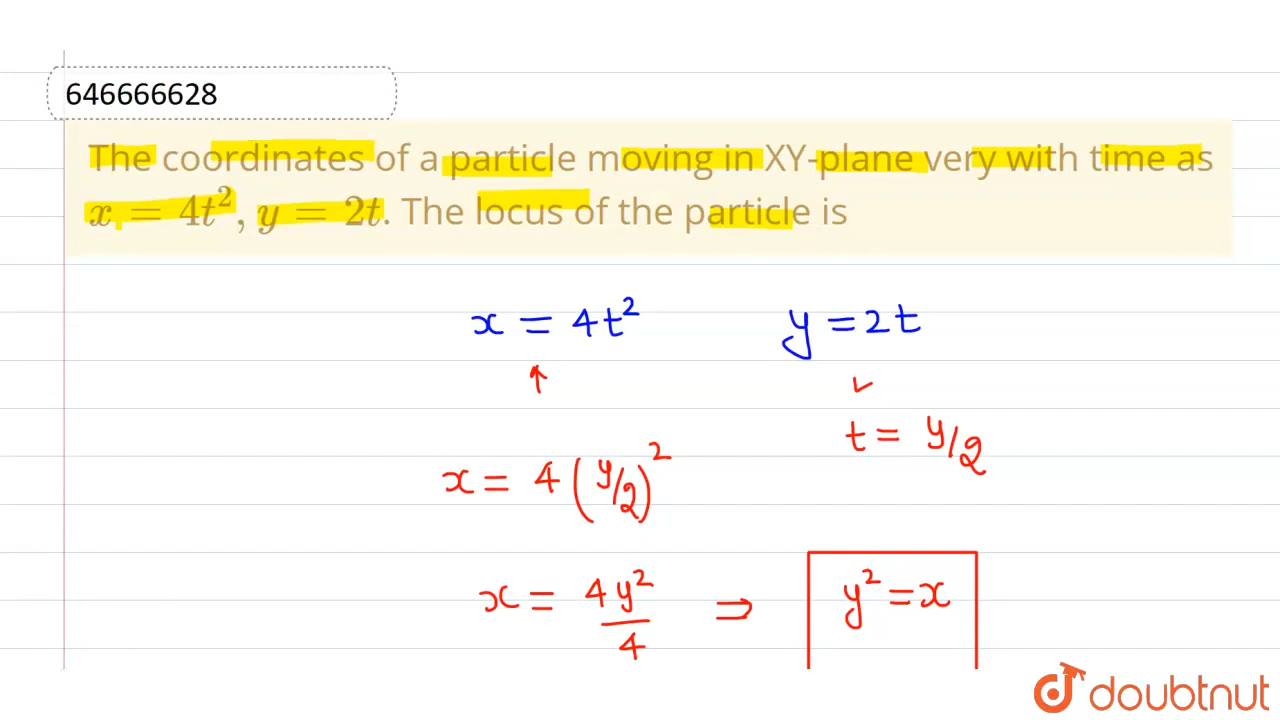 646666628
The coordinates of a particle moving in XY-plane very with time as
x = 4t², y = 2t. The locus of the particle is
x = 4t² y = 2t
↑ ✓
t = y/2
x = 4(y/2)²
x = 4y²/4 ⇒ y² = x
doubtnut